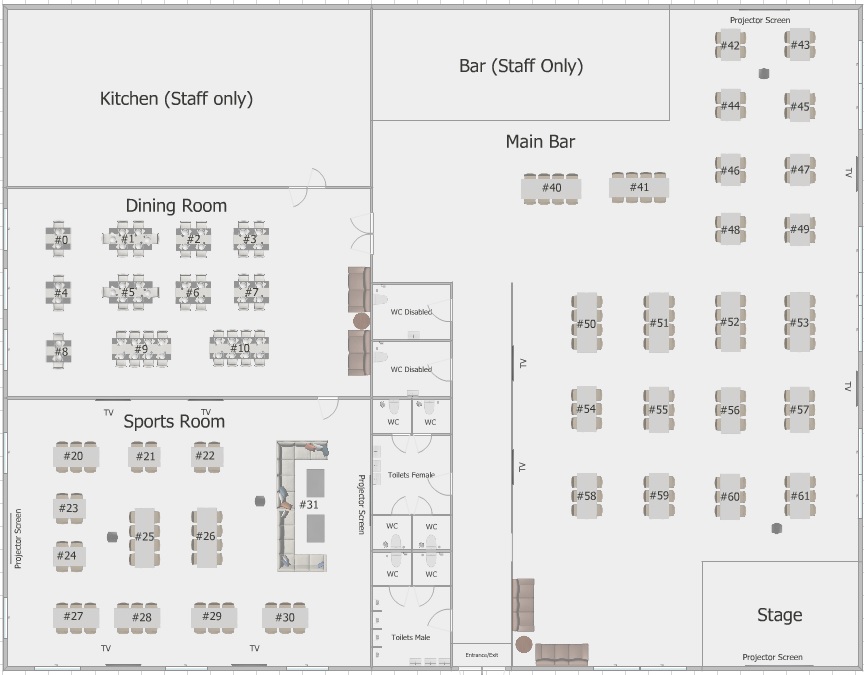 Projector Screen
#42
#43
Kitchen (Staff only)
Bar (Staff Only)
#44
#45
Main Bar
#46
#47
TV
#40
#41
Dining Room
#48
#49
#0
#1
#2
#3
#4
#5
#6
#7
WC Disabled
#50
#51
#52
#53
#8
#9
#10
WC Disabled
TV
TV
TV
TV
Sports Room
WC
WC
#54
#55
#56
#57
#20
#21
#22
Toilets Female
TV
#23
#31
Projector Screen
#58
#59
#60
#61
Projector Screen
#24
#25
#26
WC
WC
WC
WC
#27
#28
#29
#30
Stage
Toilets Male
TV
TV
Entrance/Exit
Projector Screen